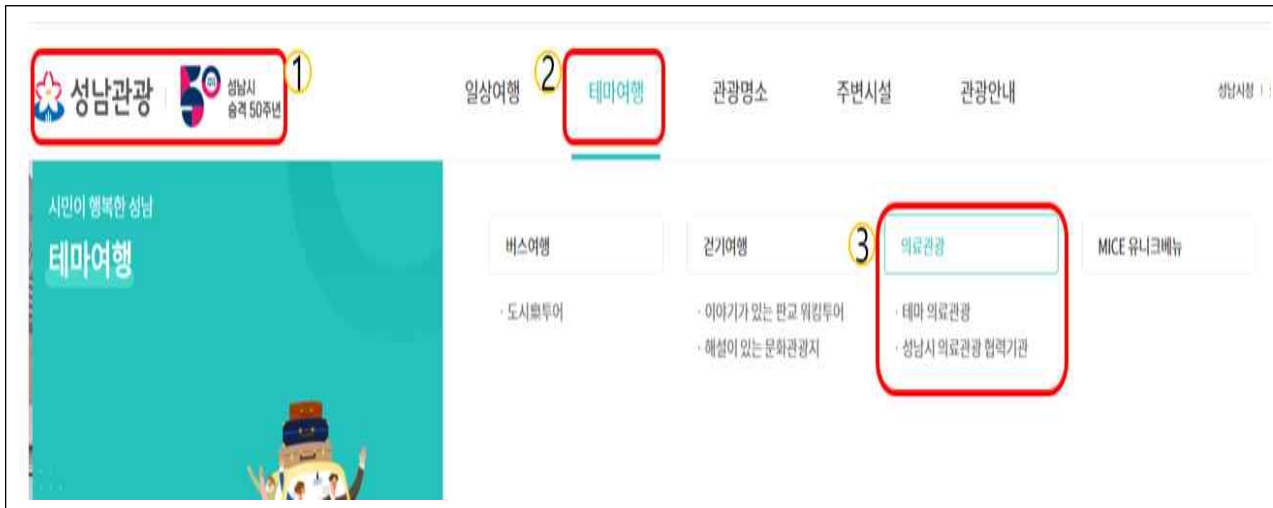 성남관광
성남시
승격 50주년
①
일상여행
②
테마여행
관광명소
주변시설
관광안내
성남시청
시민이 행복한 성남
테마여행
버스여행
· 도시樂투어
걷기여행
· 이야기가 있는 판교 워킹투어
· 해설이 있는 문화관광지
③
의료관광
· 테마 의료관광
· 성남시 의료관광 협력기관
MICE 유니크베뉴